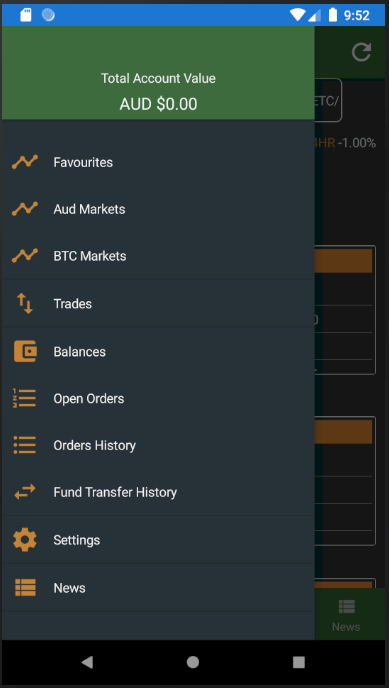 9:52
Total Account Value
AUD $0.00
ETC/
HR -1.00%
Favourites
Aud Markets
BTC Markets
Trades
Balances
Open Orders
Orders History
Fund Transfer History
Settings
News
News